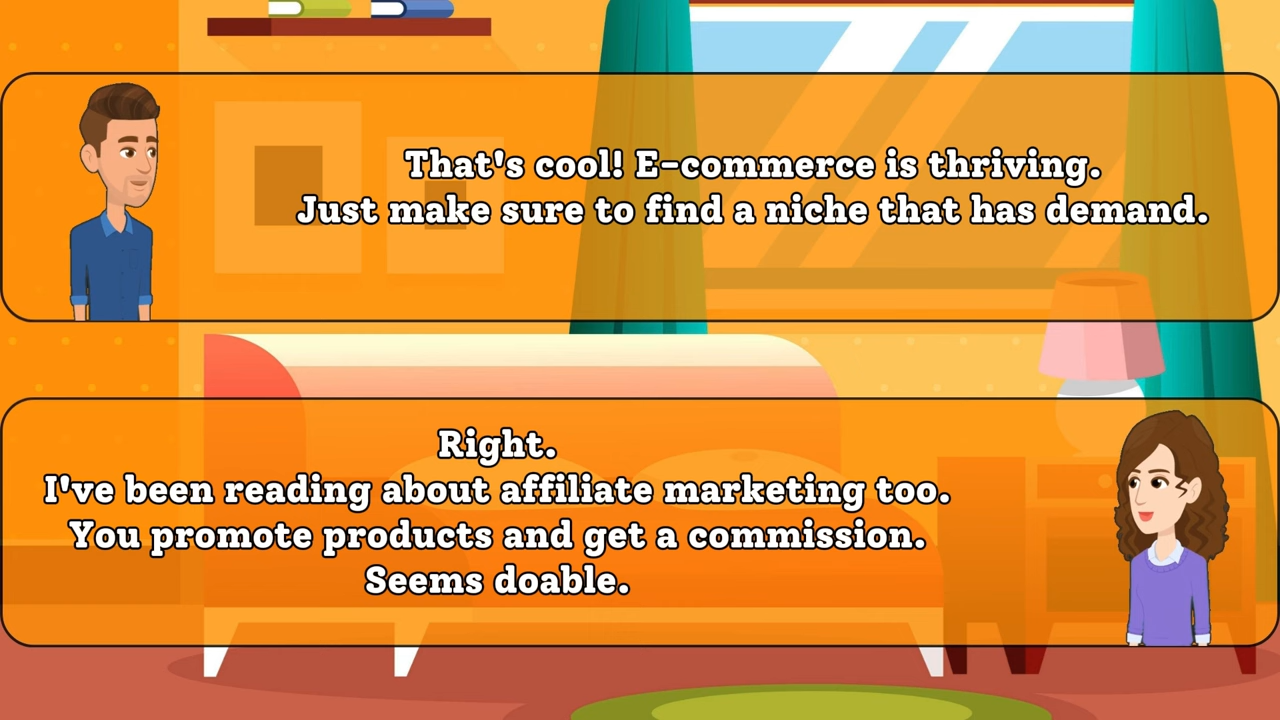 That's cool! E-commerce is thriving.
Just make sure to find a niche that has demand.
Right.
I've been reading about affiliate marketing too.
You promote products and get a commission.
Seems doable.